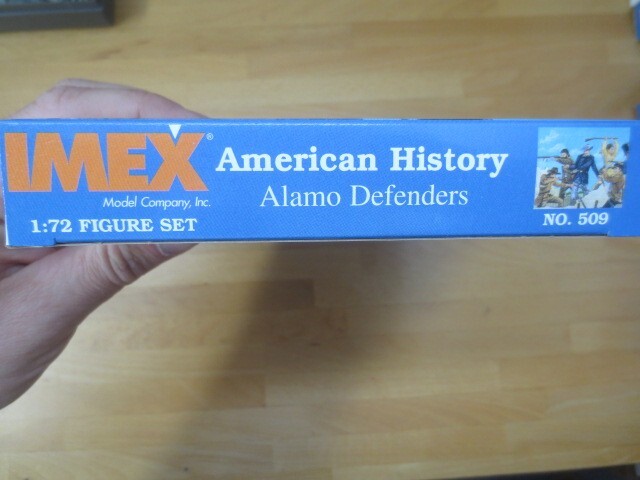 IMEX®
Model Company, Inc.
1:72 FIGURE SET
American History
Alamo Defenders
NO. 509